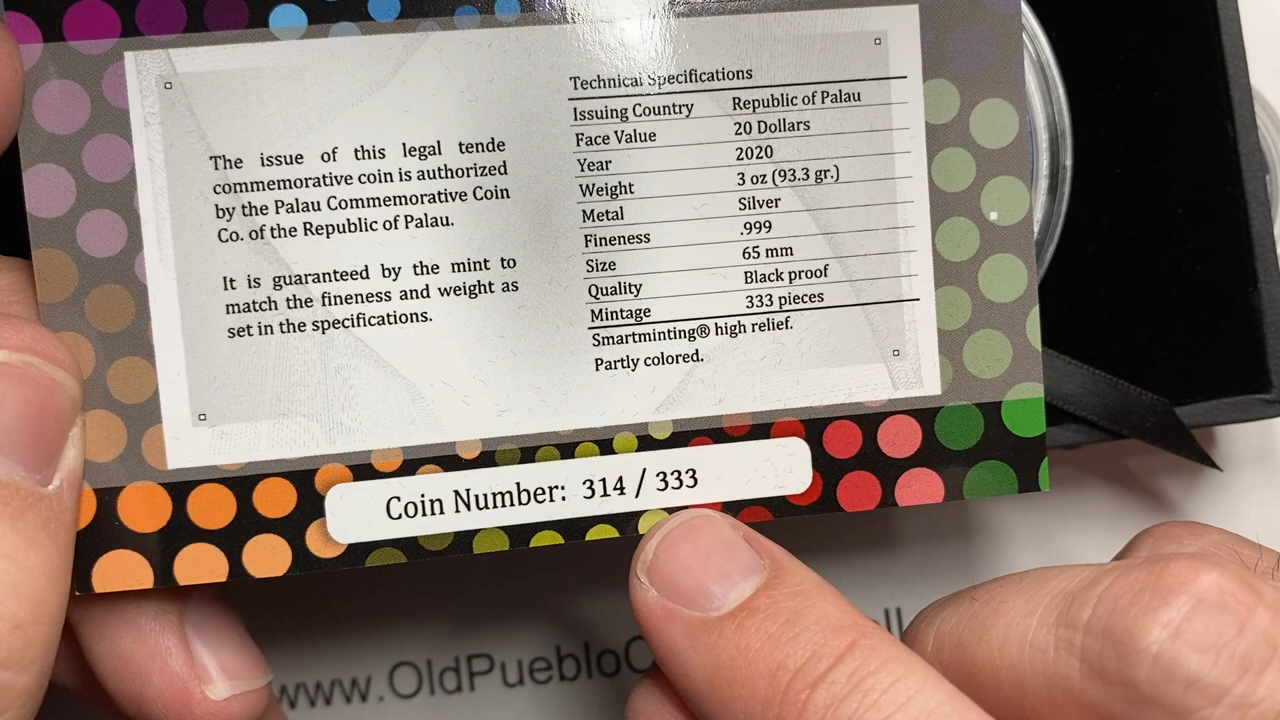 The issue of this legal tende
commemorative coin is authorized
by the Palau Commemorative Coin
Co. of the Republic of Palau.
It is guaranteed by the mint to
match the fineness and weight as
set in the specifications.
Technical Specifications
Issuing Country Republic of Palau
Face Value 20 Dollars
Year 2020
Weight 3 oz (93.3 gr.)
Metal Silver
Fineness .999
Size 65 mm
Quality Black proof
Mintage 333 pieces
Smartminting® high relief.
Partly colored.
Coin Number: 314 / 333
www.OldPuebloC